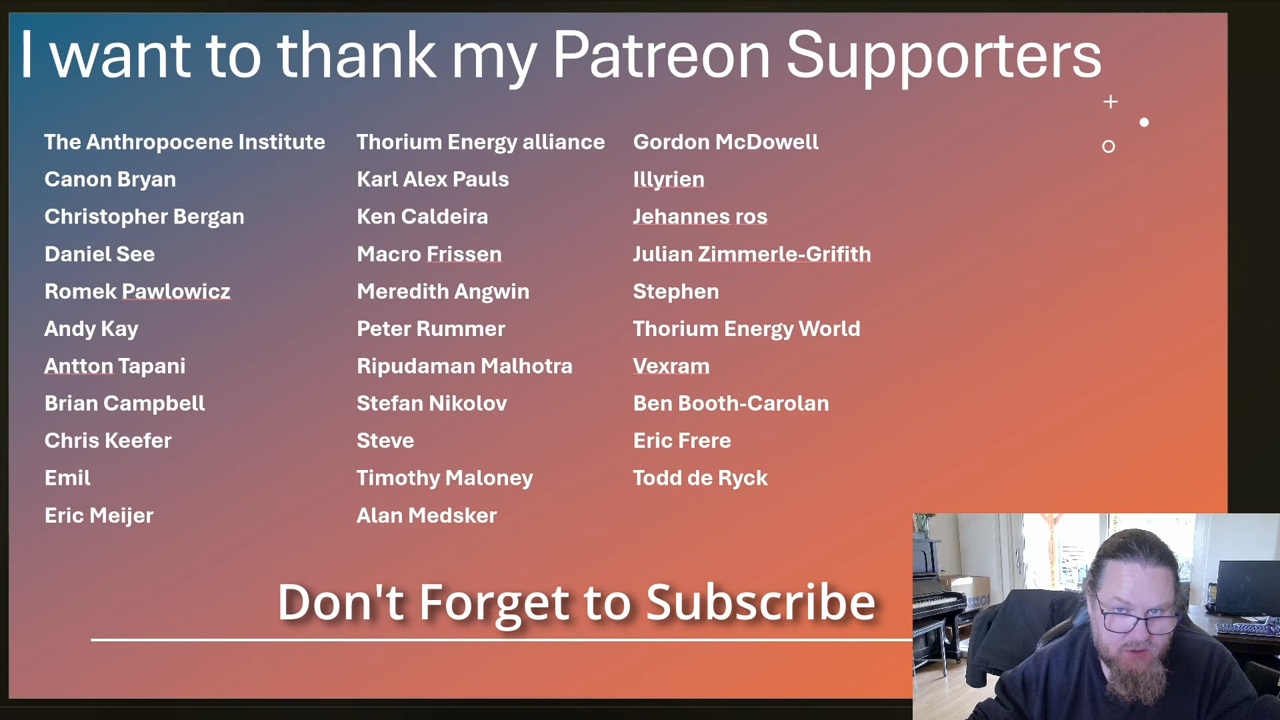 I want to thank my Patreon Supporters
The Anthropocene Institute
Canon Bryan
Christopher Bergan
Daniel See
Romek Pawlowicz
Andy Kay
Antton Tapani
Brian Campbell
Chris Keefer
Emil
Eric Meijer
Thorium Energy alliance
Karl Alex Pauls
Ken Caldeira
Macro Frissen
Meredith Angwin
Peter Rummer
Ripudaman Malhotra
Stefan Nikolov
Steve
Timothy Maloney
Alan Medsker
Gordon McDowell
Illyrien
Jehannes ros
Julian Zimmerle-Grifith
Stephen
Thorium Energy World
Vexram
Ben Booth-Carolan
Eric Frere
Todd de Ryck
Don't Forget to Subscribe